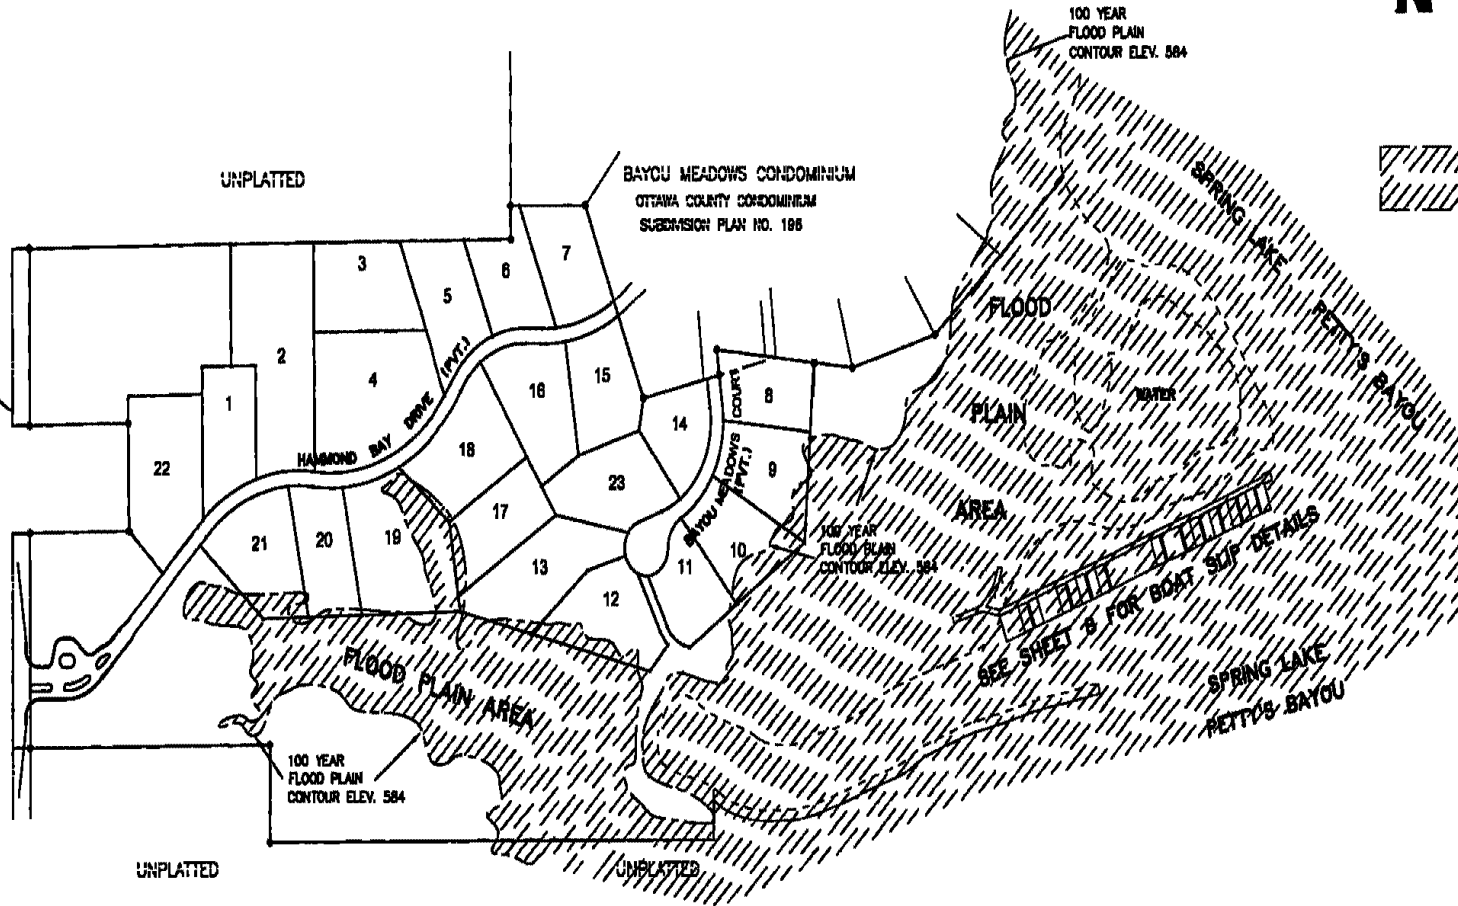 N
100 YEAR
FLOOD PLAIN
CONTOUR ELEV. 584
UNPLATTED
BAYOU MEADOWS CONDOMINIUM
OTTAWA COUNTY CONDOMINIUM
SUBDIVISION PLAN NO. 196
SPRING LAKE
PETTY'S BAYOU
7
6
3
5
2
4
1
22
16
15
14
8
9
18
17
23
13
10
11
12
19
20
21
HAMMOND BAY DRIVE (PVT.)
BAYOU MEADOWS COURT
(PVT.)
FLOOD
PLAIN
AREA
WATER
100 YEAR
FLOOD PLAIN
CONTOUR ELEV. 584
SEE SHEET 8 FOR BOAT SLIP DETAILS
SPRING LAKE
PETTY'S BAYOU
FLOOD PLAIN AREA
100 YEAR
FLOOD PLAIN
CONTOUR ELEV. 584
UNPLATTED
UNPLATTED